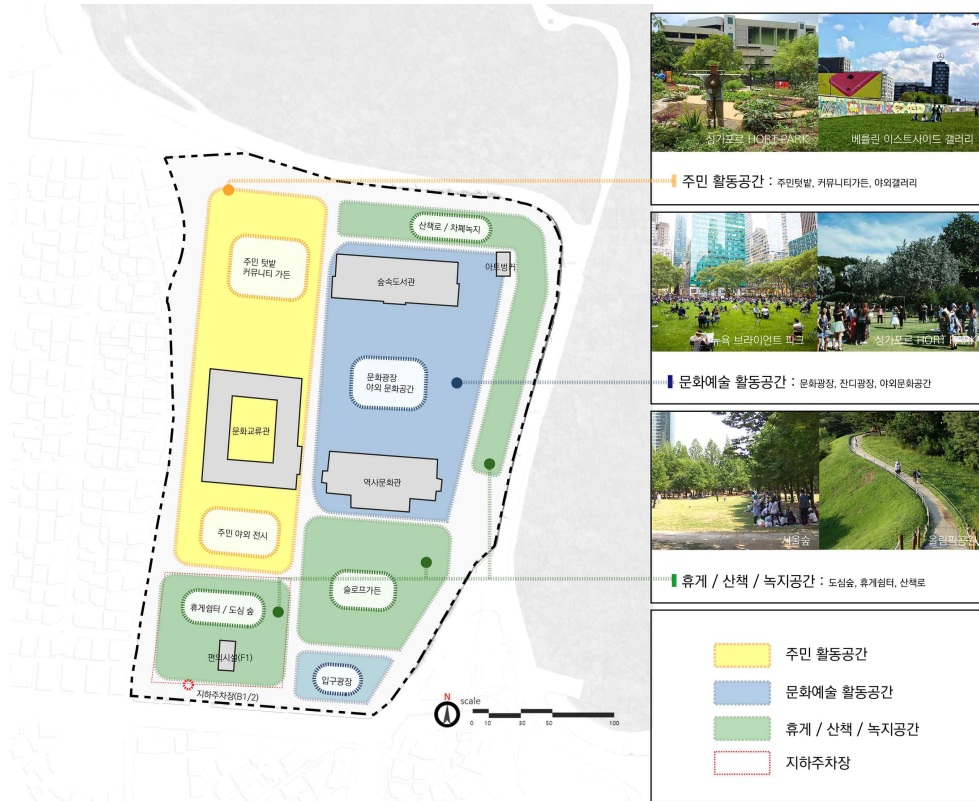 싱가포르 HORT PARK
베를린 이스트사이드 갤러리
주민 활동공간 : 주민텃밭, 커뮤니티가든, 야외갤러리
뉴욕 브라이언트 파크
싱가포르 HORT PARK
문화예술 활동공간 : 문화광장, 잔디광장, 야외문화공간
서울숲
올림픽공원
휴게 / 산책 / 녹지공간 : 도심숲, 휴게쉼터, 산책로
주민 활동공간
문화예술 활동공간
휴게 / 산책 / 녹지공간
지하주차장
산책로 / 차폐녹지
주민 텃밭
커뮤니티 가든
숲속도서관
아트벙커
문화광장
야외 문화공간
문화교류관
역사문화관
주민 야외 전시
슬로프가든
휴게쉼터 / 도심 숲
편의시설(F1)
입구광장
지하주차장(B1/2)
N
scale
0 10 30 50 100